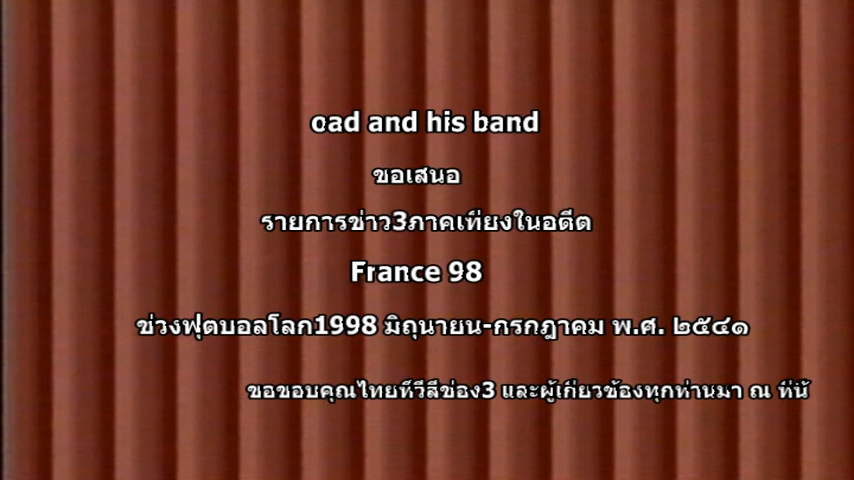 oad and his band
ขอเสนอ
รายการข่าว3ภาคเที่ยงในอดีต
France 98
ช่วงฟุตบอลโลก1998 มิถุนายน-กรกฎาคม พ.ศ. ๒๕๔๑
ขอขอบคุณไทยทีวีสีช่อง3 และผู้เกี่ยวข้องทุกท่านมา ณ ที่นี้